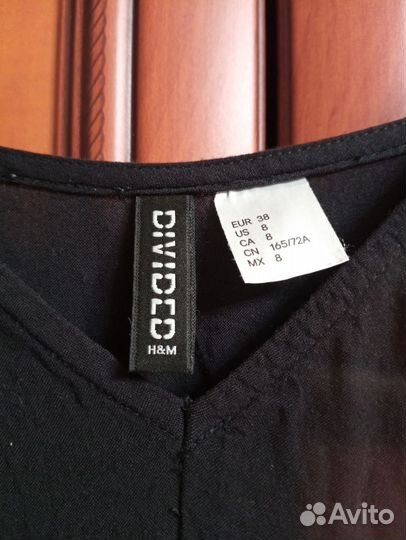 DIVIDED
H&M
EUR 38
US 8
CA 8
CN 165/72A
MX 8
Avito